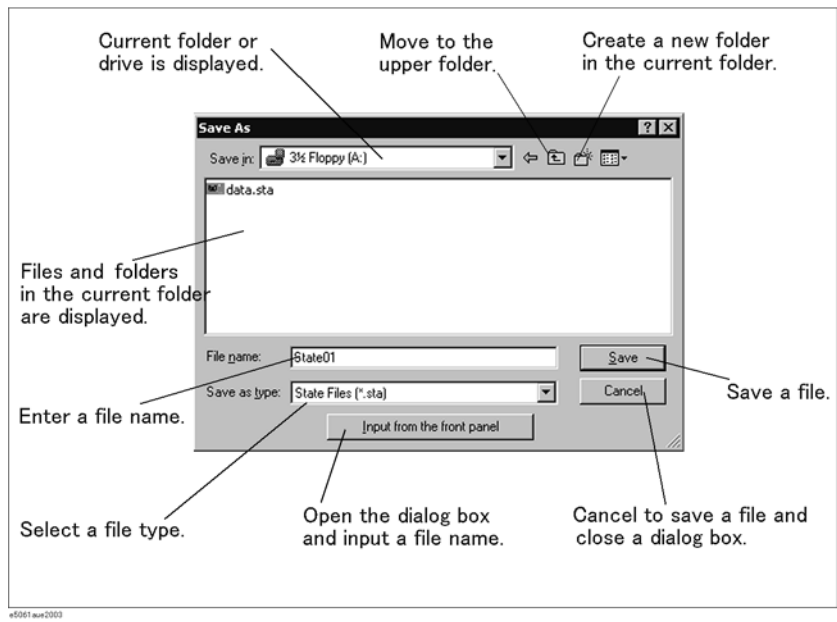 Current folder or
drive is displayed.
Move to the
upper folder.
Create a new folder
in the current folder.
Save As
Save in: 3½ Floppy (A:)
data.sta
Files and folders
in the current folder
are displayed.
File name: State01
Save
Save as type: State Files (*.sta)
Cancel
Save a file.
Enter a file name.
Input from the front panel
Select a file type.
Open the dialog box
and input a file name.
Cancel to save a file and
close a dialog box.
e5061aue2003